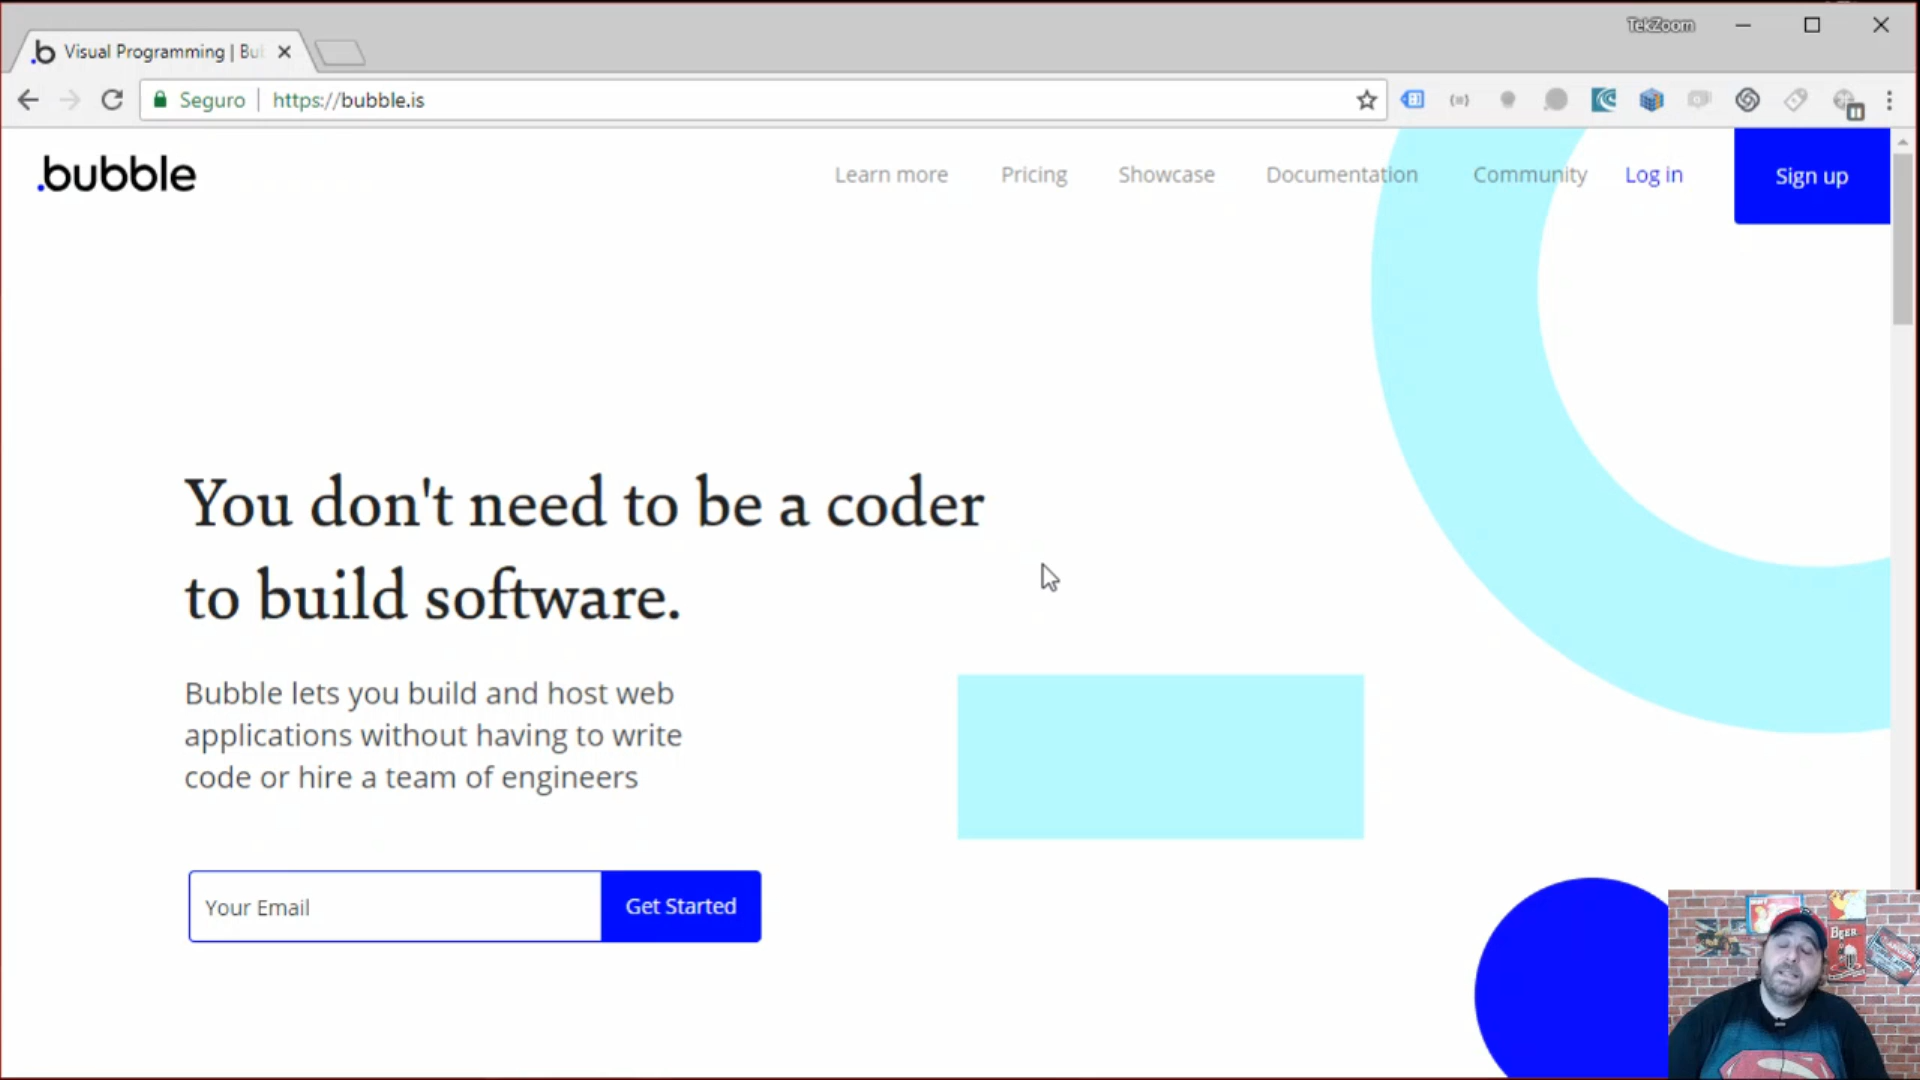 TekZoom
Visual Programming | Bu
Seguro
https://bubble.is
.bubble
Learn more
Pricing
Showcase
Documentation
Community
Log in
Sign up
You don't need to be a coder
to build software.
Bubble lets you build and host web
applications without having to write
code or hire a team of engineers
Your Email
Get Started
BEER